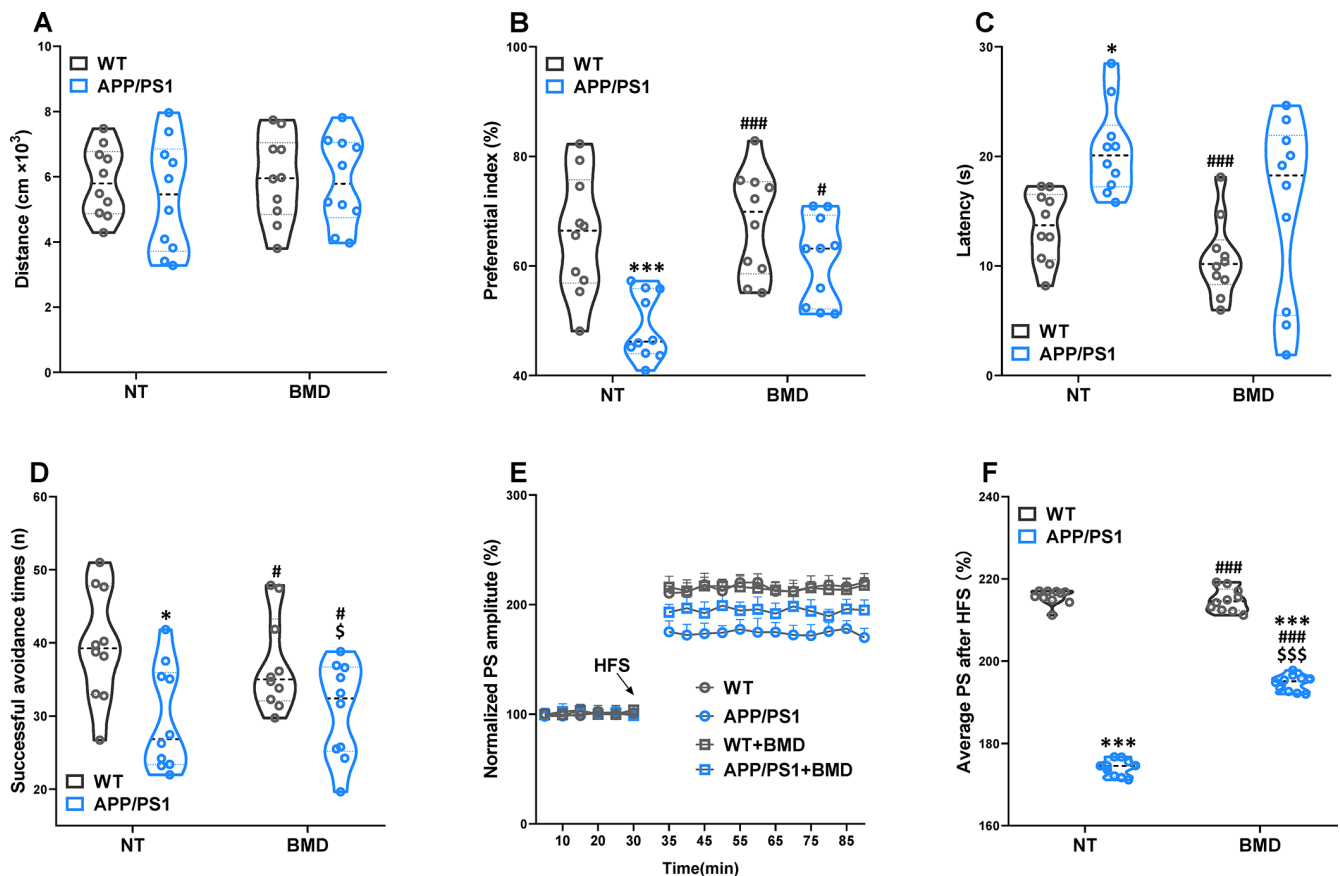 A
Distance (cm ×10³)
10
8
6
4
2
0
WT
APP/PS1
NT
BMD
B
Preferential index (%)
100
80
60
40
WT
APP/PS1
***
###
#
NT
BMD
C
Latency (s)
30
20
10
0
*
###
WT
APP/PS1
NT
BMD
D
Successful avoidance times (n)
60
50
40
30
20
*
#
#
$
WT
APP/PS1
NT
BMD
E
Normalized PS amplitude (%)
300
200
100
0
HFS
WT
APP/PS1
WT+BMD
APP/PS1+BMD
10 20 30 35 45 55 65 75 85
Time(min)
F
Average PS after HFS (%)
240
220
200
180
160
WT
APP/PS1
***
###
***
###
$$$
NT
BMD